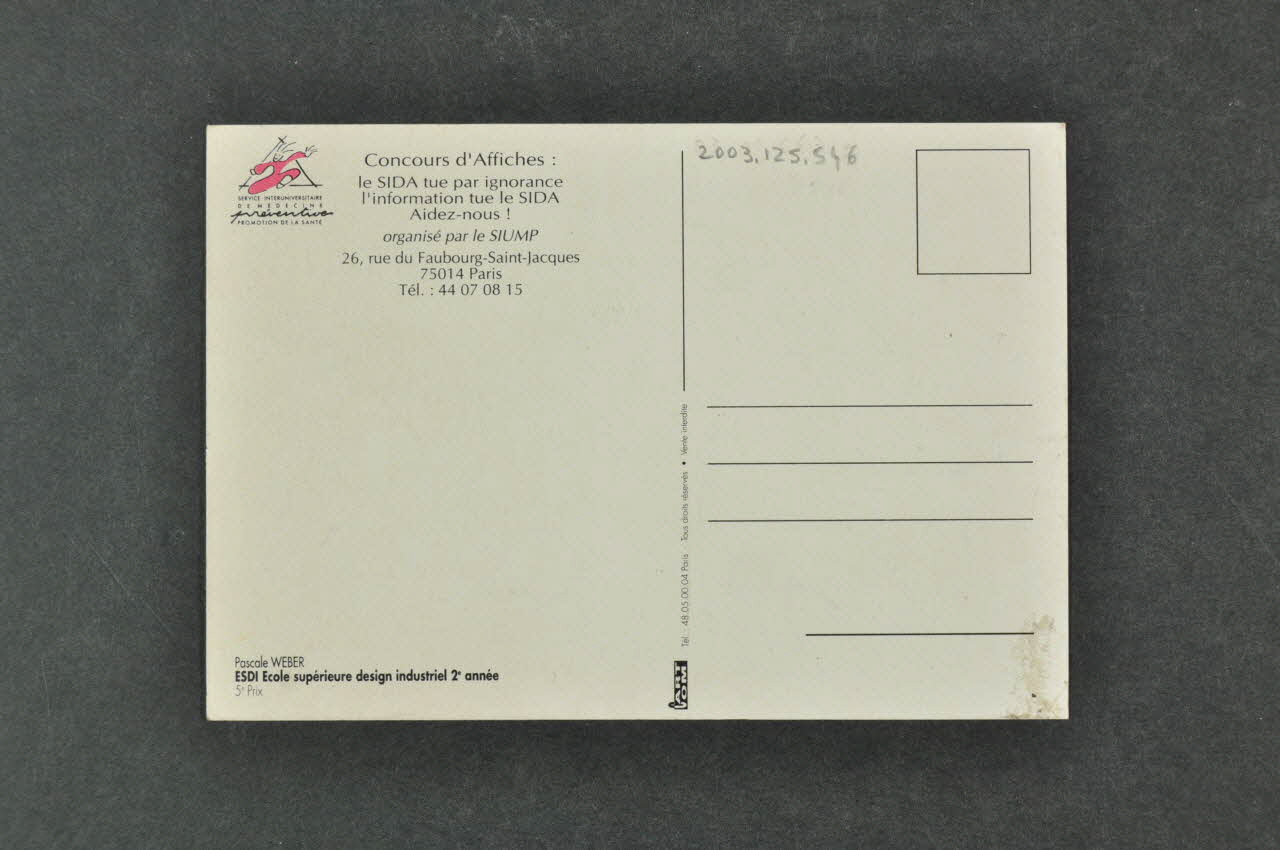 SERVICE INTERUNIVERSITAIRE
DE MEDECINE
préventive
PROMOTION DE LA SANTÉ
Concours d'Affiches :
le SIDA tue par ignorance
l'information tue le SIDA
Aidez-nous !
organisé par le SIUMP
26, rue du Faubourg-Saint-Jacques
75014 Paris
Tél. : 44 07 08 15
Pascale WEBER
ESDI Ecole supérieure design industriel 2e année
5e Prix
Tél. : 48.05.00.04 Paris - Tous droits réservés • Vente interdite
2003.125.546